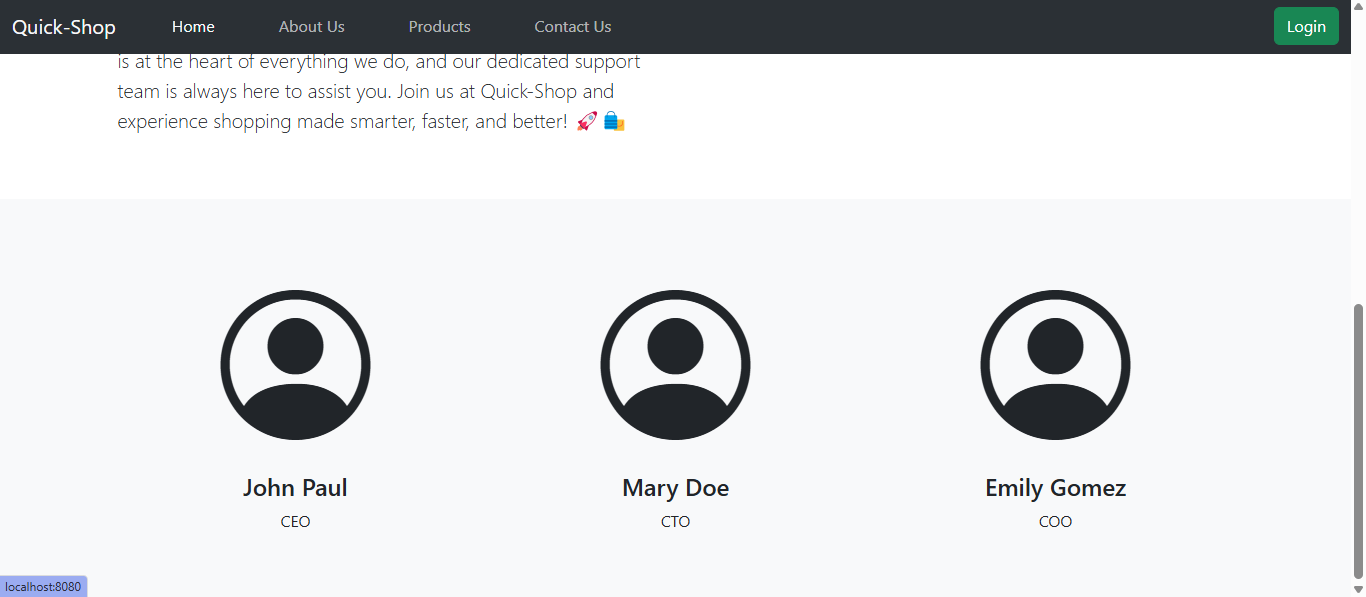 Quick-Shop Home About Us Products Contact Us Login
is at the heart of everything we do, and our dedicated support
team is always here to assist you. Join us at Quick-Shop and
experience shopping made smarter, faster, and better! 🚀 🛍️
John Paul Mary Doe Emily Gomez
CEO CTO COO
localhost:8080